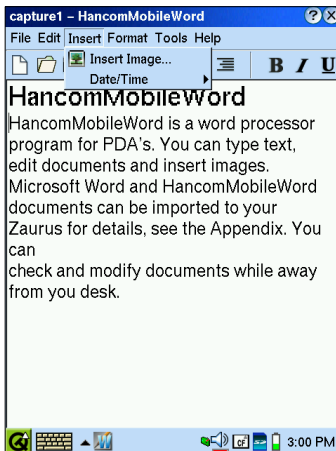 capture1 – HancomMobileWord
File Edit Insert Format Tools Help
Insert Image...
Date/Time
B I U
HancomMobileWord
HancomMobileWord is a word processor
program for PDA's. You can type text,
edit documents and insert images.
Microsoft Word and HancomMobileWord
documents can be imported to your
Zaurus for details, see the Appendix. You
can
check and modify documents while away
from you desk.
CF
3:00 PM